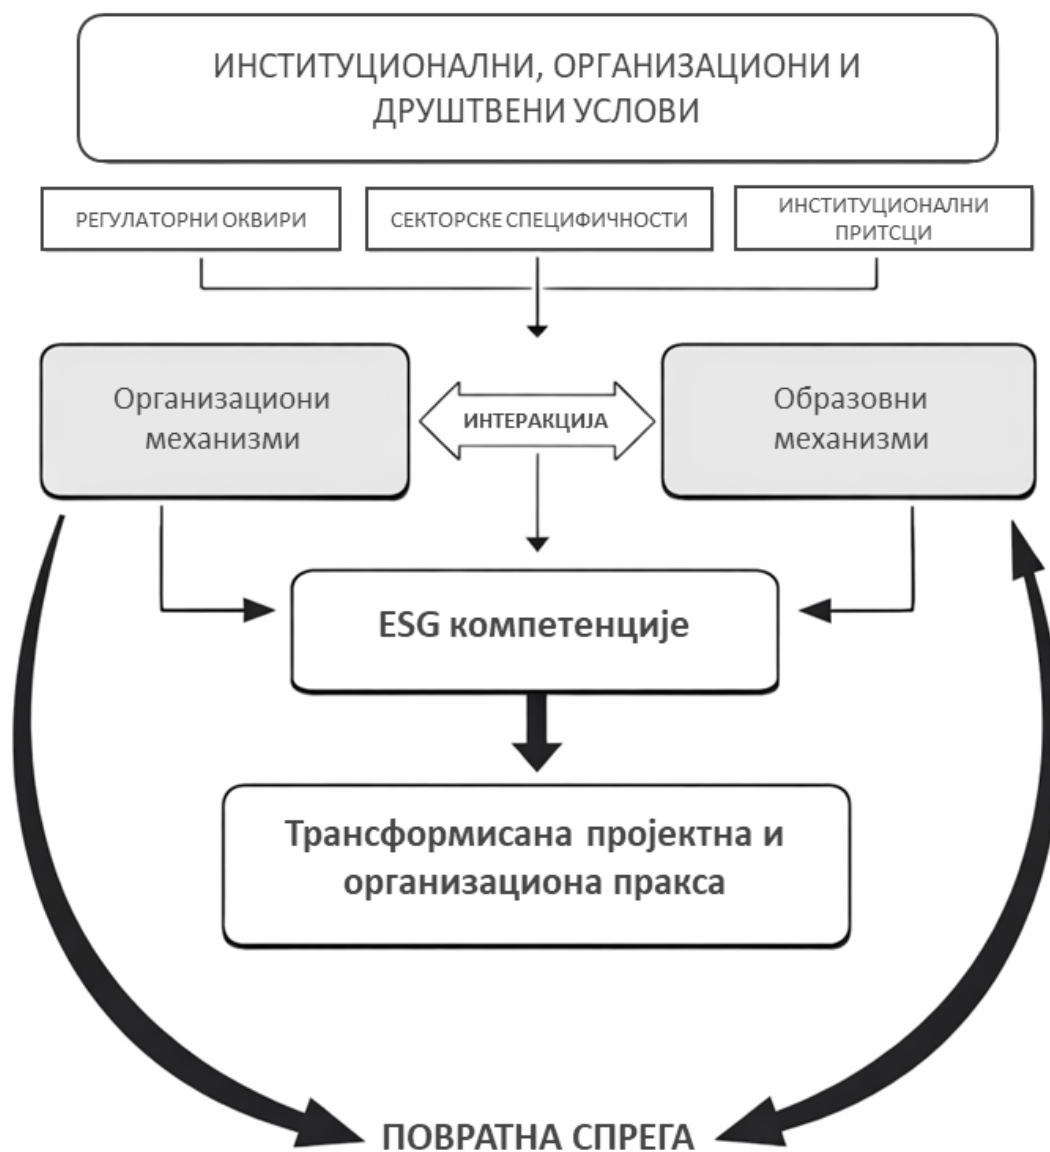 ИНСТИТУЦИОНАЛНИ, ОРГАНИЗАЦИОНИ И
ДРУШТВЕНИ УСЛОВИ
РЕГУЛАТОРНИ ОКВИРИ
СЕКТОРСКЕ СПЕЦИФИЧНОСТИ
ИНСТИТУЦИОНАЛНИ
ПРИТСЦИ
Организациони
механизми
ИНТЕРАКЦИЈА
Образовни
механизми
ESG компетенције
Трансформисана пројектна и
организациона пракса
ПОВРАТНА СПРЕГА